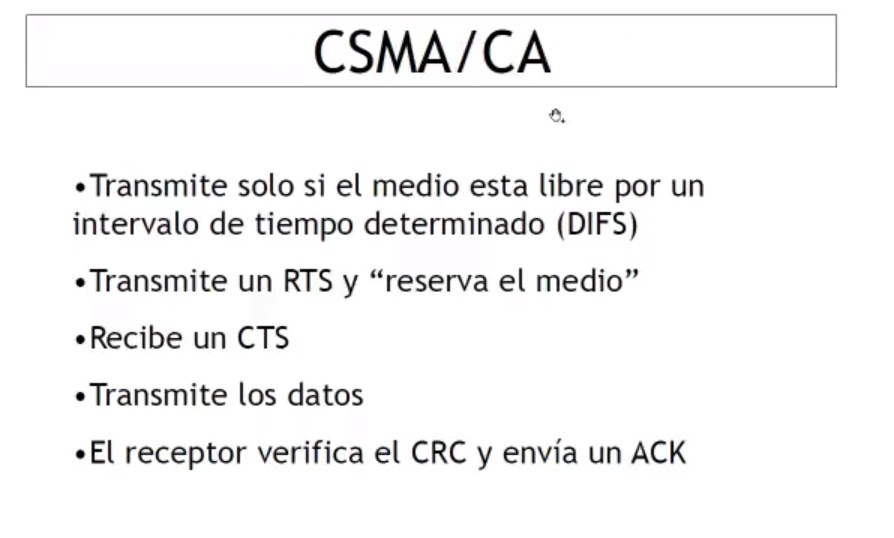 CSMA/CA
•Transmite solo si el medio esta libre por un
intervalo de tiempo determinado (DIFS)
•Transmite un RTS y “reserva el medio”
•Recibe un CTS
•Transmite los datos
•El receptor verifica el CRC y envía un ACK